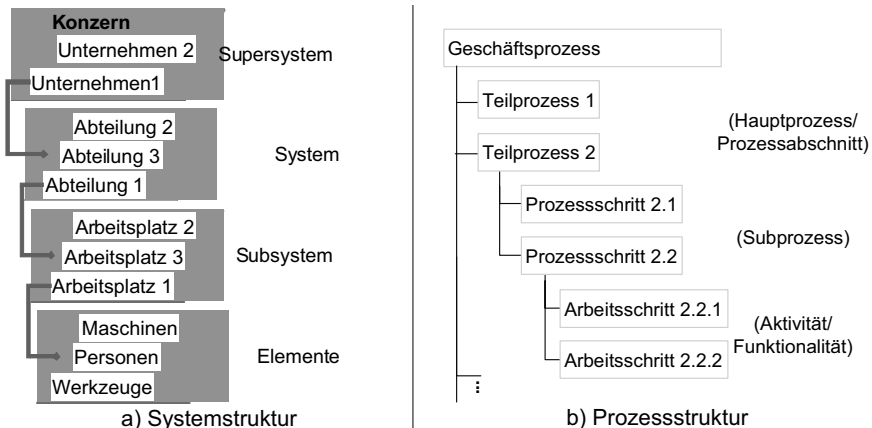 Konzern
Unternehmen 2
Supersystem
Unternehmen1
Abteilung 2
Abteilung 3
System
Abteilung 1
Arbeitsplatz 2
Arbeitsplatz 3
Subsystem
Arbeitsplatz 1
Maschinen
Personen
Elemente
Werkzeuge
a) Systemstruktur
Geschäftsprozess
Teilprozess 1
(Hauptprozess/
Prozessabschnitt)
Teilprozess 2
Prozessschritt 2.1
(Subprozess)
Prozessschritt 2.2
Arbeitsschritt 2.2.1
(Aktivität/
Funktionalität)
Arbeitsschritt 2.2.2
b) Prozessstruktur